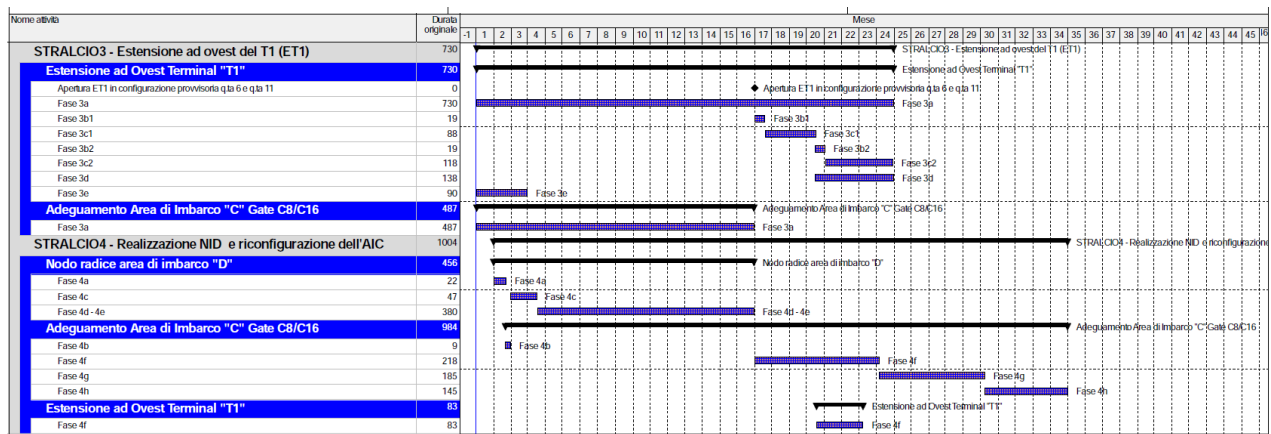 Nome attività Durata originale Mese
-1 1 2 3 4 5 6 7 8 9 10 11 12 13 14 15 16 17 18 19 20 21 22 23 24 25 26 27 28 29 30 31 32 33 34 35 36 37 38 39 40 41 42 43 44 45
STRALCIO3 - Estensione ad ovest del T1 (ET1) 730 STRALCIO3 - Estensione ad ovest del T1 (ET1)
Estensione ad Ovest Terminal "T1" 730 Estensione ad Ovest Terminal "T1"
Apertura ET1 in configurazione provvisoria q.ta 6 e q.ta 11 0 Apertura ET1 in configurazione provvisoria q.ta 6 e q.ta 11
Fase 3a 730 Fase 3a
Fase 3b1 19 Fase 3b1
Fase 3c1 88 Fase 3c1
Fase 3b2 19 Fase 3b2
Fase 3c2 118 Fase 3c2
Fase 3d 138 Fase 3d
Fase 3e 90 Fase 3e
Adeguamento Area di Imbarco "C" Gate C8/C16 487 Adeguamento Area di Imbarco "C" Gate C8/C16
Fase 3a 487 Fase 3a
STRALCIO4 - Realizzazione NID e riconfigurazione dell'AIC 1004 STRALCIO4 - Realizzazione NID e riconfigurazione
Nodo radice area di imbarco "D" 456 Nodo radice area di imbarco "D"
Fase 4a 22 Fase 4a
Fase 4c 47 Fase 4c
Fase 4d - 4e 380 Fase 4d - 4e
Adeguamento Area di Imbarco "C" Gate C8/C16 984 Adeguamento Area di Imbarco "C" Gate C8/C16
Fase 4b 9 Fase 4b
Fase 4f 218 Fase 4f
Fase 4g 185 Fase 4g
Fase 4h 145 Fase 4h
Estensione ad Ovest Terminal "T1" 83 Estensione ad Ovest Terminal "T1"
Fase 4f 83 Fase 4f